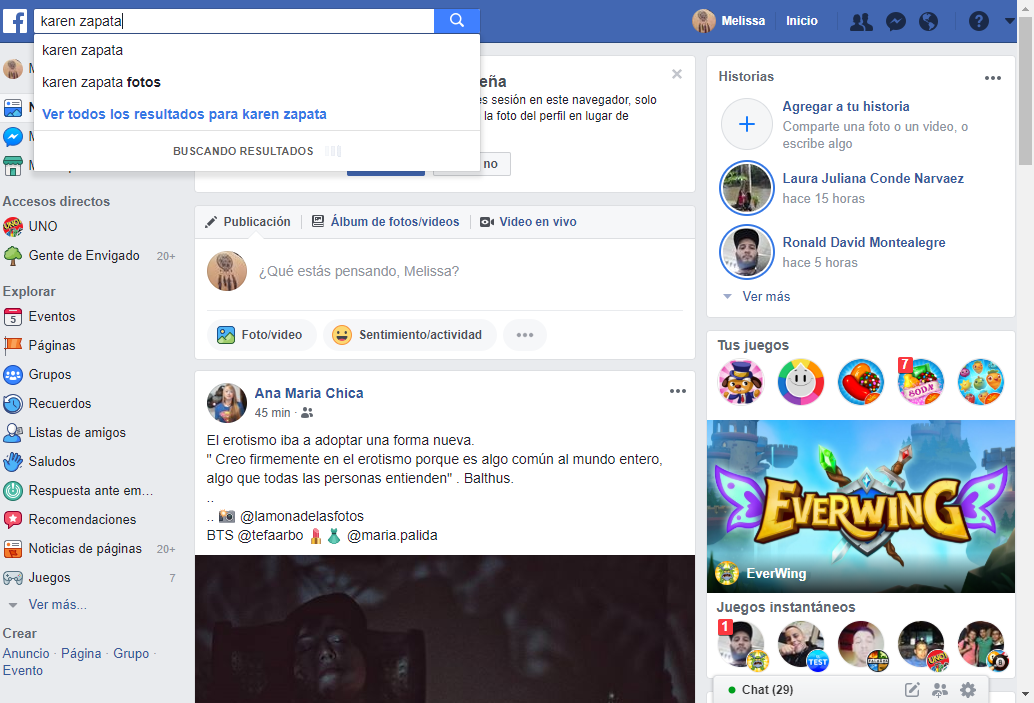 karen zapata
Melissa
Inicio
karen zapata
karen zapata fotos
Ver todos los resultados para karen zapata
BUSCANDO RESULTADOS
eña
es sesión en este navegador, solo
la foto del perfil en lugar de
no
Accesos directos
UNO
Gente de Envigado 20+
Explorar
5
Eventos
Páginas
Grupos
Recuerdos
Listas de amigos
Saludos
Respuesta ante em...
Recomendaciones
Noticias de páginas 20+
Juegos 7
Ver más...
Crear
Anuncio · Página · Grupo ·
Evento
Publicación
Álbum de fotos/videos
Video en vivo
¿Qué estás pensando, Melissa?
Foto/video
Sentimiento/actividad
Ana Maria Chica
45 min ·
El erotismo iba a adoptar una forma nueva.
" Creo firmemente en el erotismo porque es algo común al mundo entero,
algo que todas las personas entienden" . Balthus.
..
.. 📷 @lamonadelasfotos
BTS @tefaarbo 💄👗 @maria.palida
Historias
Agregar a tu historia
Comparte una foto o un video, o
escribe algo
Laura Juliana Conde Narvaez
hace 15 horas
Ronald David Montealegre
hace 5 horas
Ver más
Tus juegos
7
SODA
EVERWING
EverWing
Juegos instantáneos
1
TEST
UNO
8
Chat (29)